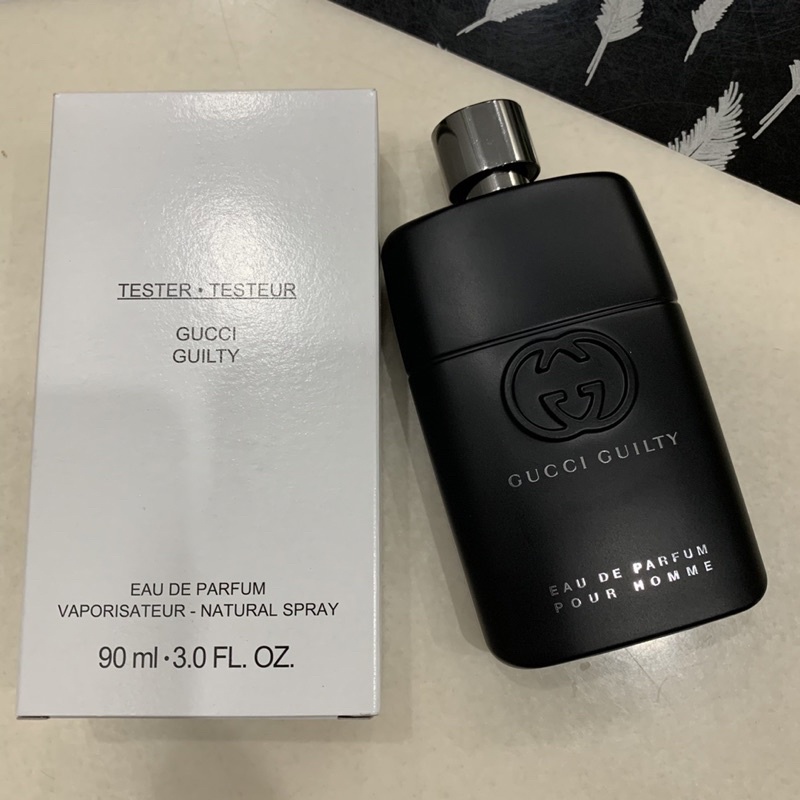 TESTER • TESTEUR
GUCCI
GUILTY
EAU DE PARFUM
VAPORISATEUR - NATURAL SPRAY
90 ml • 3.0 FL. OZ.
GUCCI GUILTY
EAU DE PARFUM
POUR HOMME